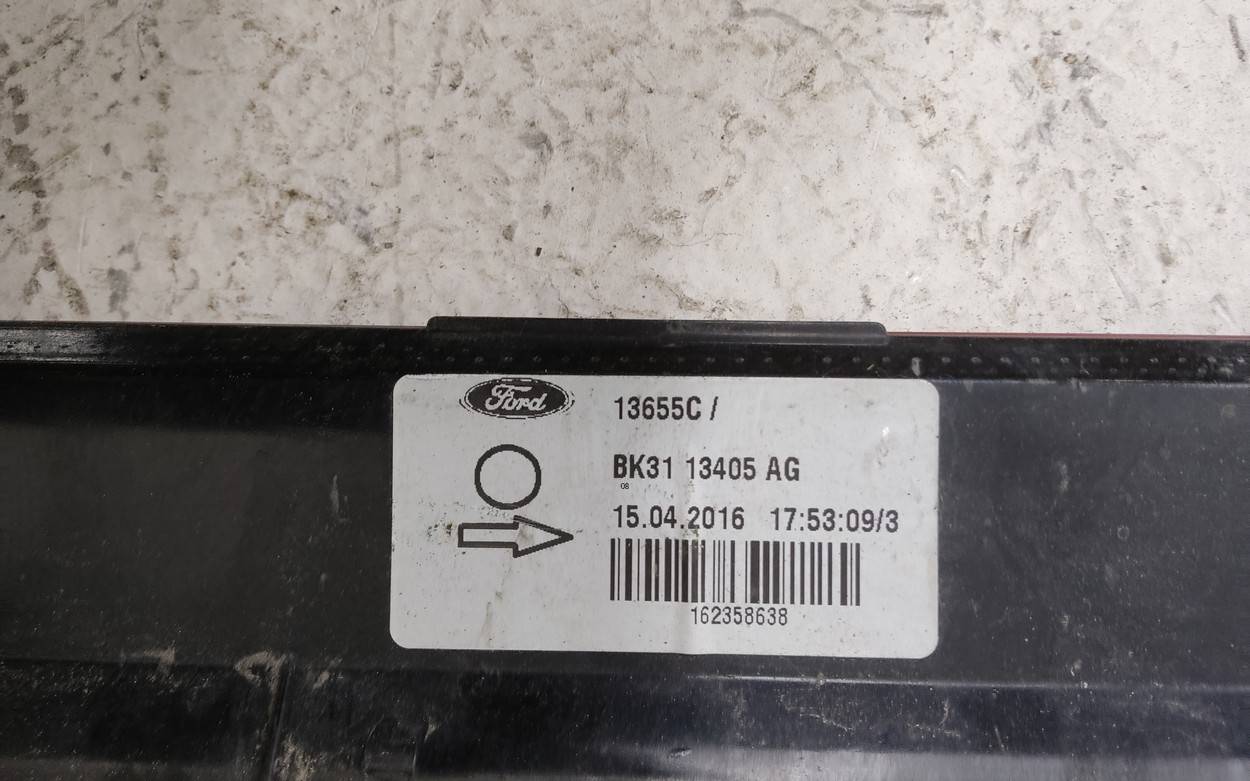 Ford
13655C /
BK31 13405 AG
08
15.04.2016 17:53:09/3
162358638